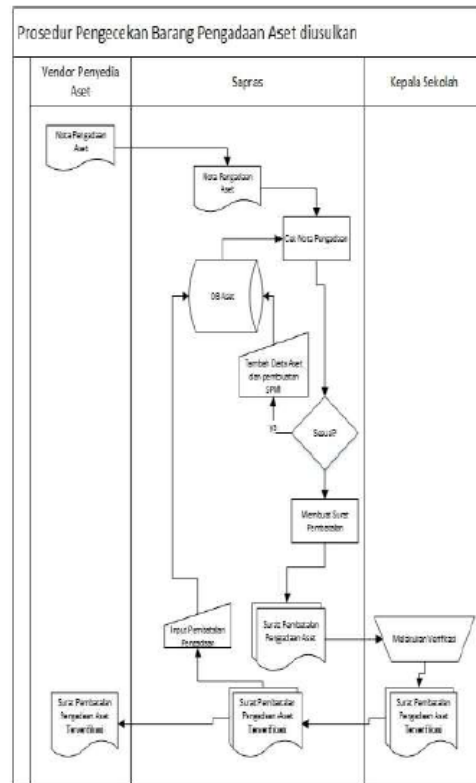 Prosedur Pengecekan Barang Pengadaan Aset diusulkan
Vendor Penyedia
Aset
Sapras
Kepala Sekolah
Nota Pengadaan
Aset
Nota Pengadaan
Aset
Cek Nota Pengadaan
DB Aset
Tambah Data Aset
dan pembuatan
SPMI
Sesuai?
ya
Membuat Surat
Pembatalan
Surat Pembatalan
Pengadaan Aset
Input Pembatalan
Pengadaan
Melakukan Verifikasi
Surat Pembatalan
Pengadaan Aset
Terverifikasi
Surat Pembatalan
Pengadaan Aset
Terverifikasi
Surat Pembatalan
Pengadaan Aset
Terverifikasi